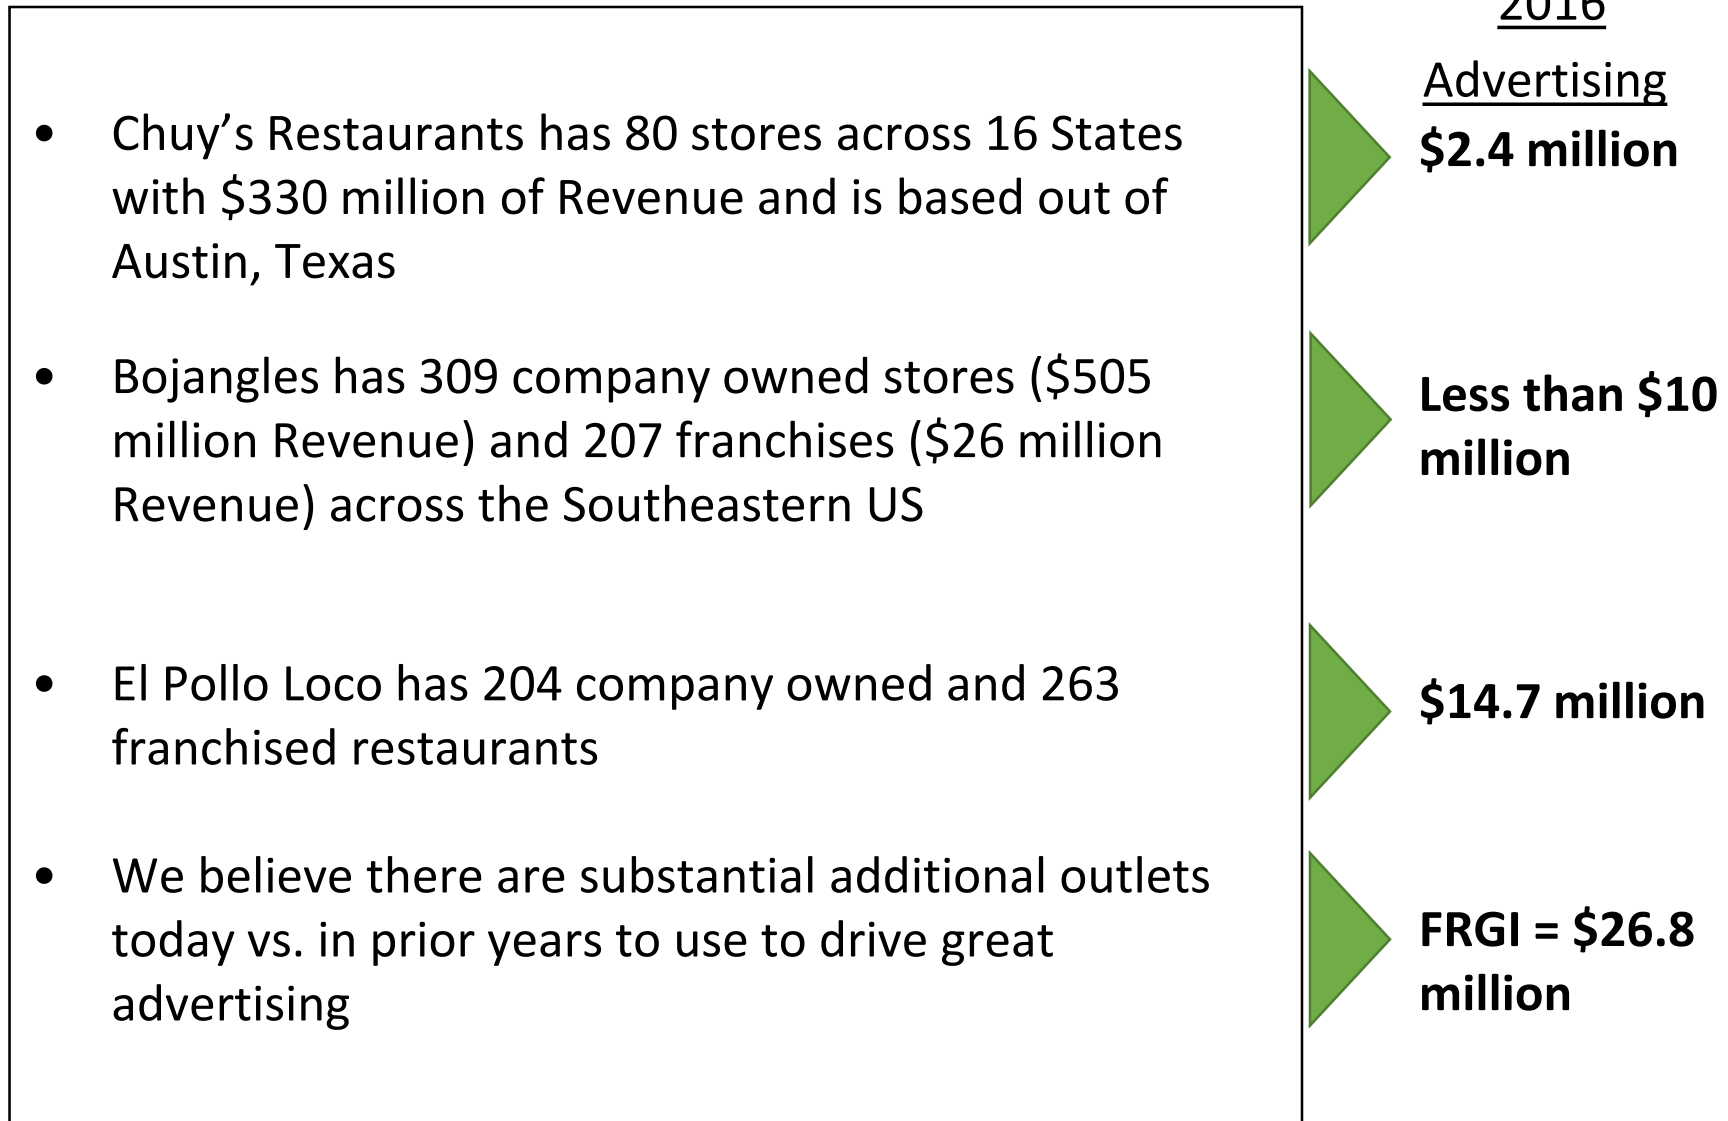 2016
Advertising
• Chuy’s Restaurants has 80 stores across 16 States
with $330 million of Revenue and is based out of
Austin, Texas
$2.4 million
• Bojangles has 309 company owned stores ($505
million Revenue) and 207 franchises ($26 million
Revenue) across the Southeastern US
Less than $10
million
• El Pollo Loco has 204 company owned and 263
franchised restaurants
$14.7 million
• We believe there are substantial additional outlets
today vs. in prior years to use to drive great
advertising
FRGI = $26.8
million